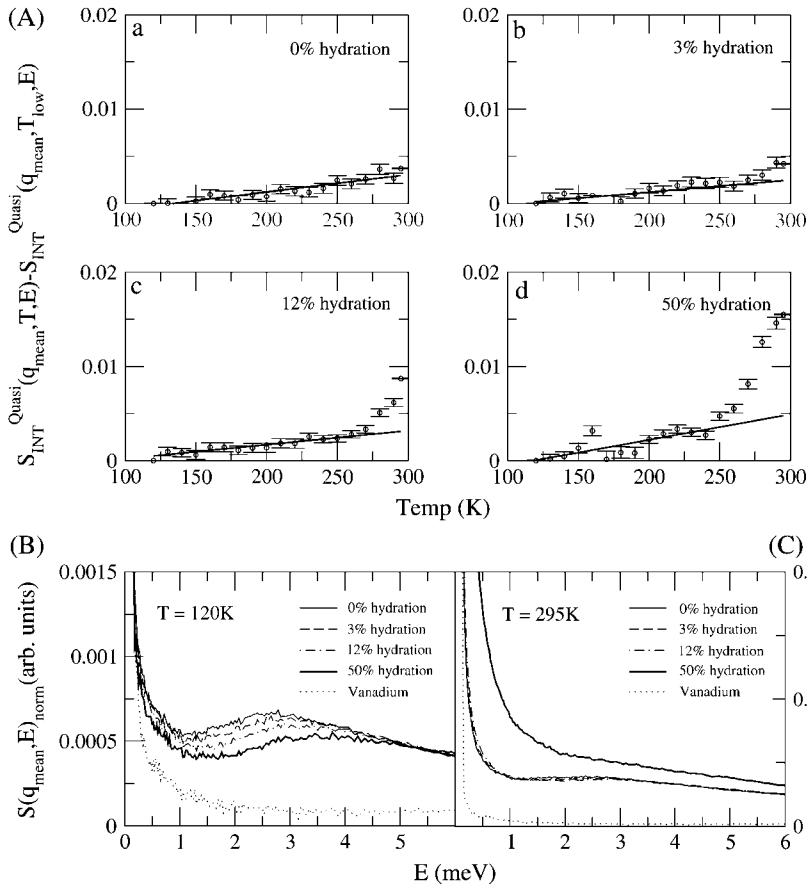 (A)
S_INT^Quasi(q_mean,T,E)-S_INT^Quasi(q_mean,T_low,E)
a
0% hydration
0.02
0.01
0
100 150 200 250 300
b
3% hydration
0.02
0.01
0
100 150 200 250 300
c
12% hydration
0.02
0.01
0
100 150 200 250 300
d
50% hydration
0.02
0.01
0
100 150 200 250 300
Temp (K)
(B)
(C)
S(q_mean,E)_norm(arb. units)
0.0015
0.001
0.0005
0
T = 120K
0% hydration
3% hydration
12% hydration
50% hydration
Vanadium
0 1 2 3 4 5
T = 295K
0% hydration
3% hydration
12% hydration
50% hydration
Vanadium
0.
0.
0.
1 2 3 4 5 6
E (meV)